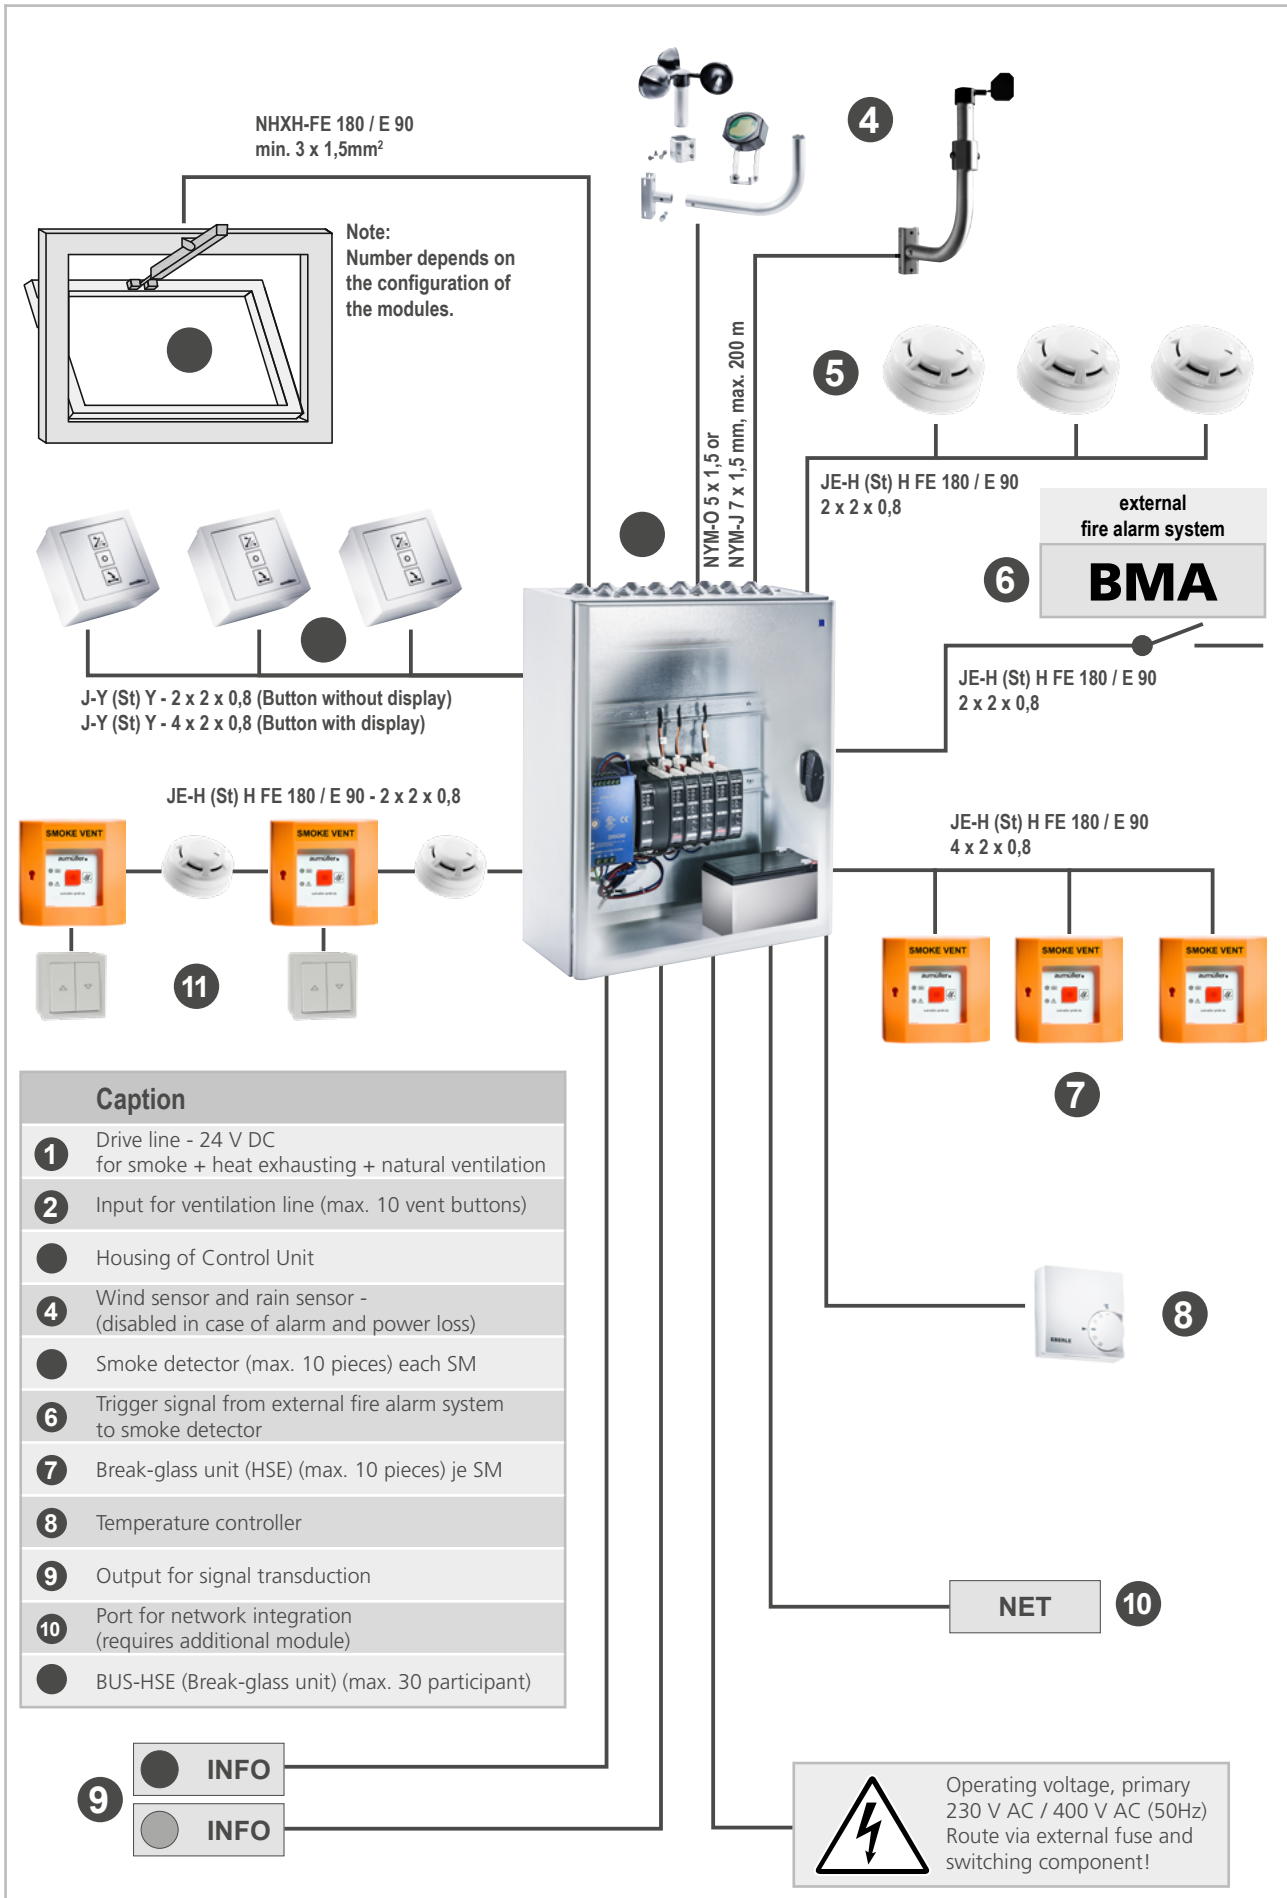 NHXH-FE 180 / E 90
min. 3 x 1,5mm²
4
Note:
Number depends on
the configuration of
the modules.
NYM-O 5 x 1,5 or
NYM-J 7 x 1,5 mm, max. 200 m
5
JE-H (St) H FE 180 / E 90
2 x 2 x 0,8
external
fire alarm system
6
BMA
JE-H (St) H FE 180 / E 90
2 x 2 x 0,8
J-Y (St) Y - 2 x 2 x 0,8 (Button without display)
J-Y (St) Y - 4 x 2 x 0,8 (Button with display)
JE-H (St) H FE 180 / E 90 - 2 x 2 x 0,8
SMOKE VENT
aumüller
SMOKE VENT
aumüller
11
JE-H (St) H FE 180 / E 90
4 x 2 x 0,8
SMOKE VENT
aumüller
SMOKE VENT
aumüller
SMOKE VENT
aumüller
7
EBERLE
8
Caption
1 Drive line - 24 V DC
for smoke + heat exhausting + natural ventilation
2 Input for ventilation line (max. 10 vent buttons)
Housing of Control Unit
4 Wind sensor and rain sensor -
(disabled in case of alarm and power loss)
Smoke detector (max. 10 pieces) each SM
6 Trigger signal from external fire alarm system
to smoke detector
7 Break-glass unit (HSE) (max. 10 pieces) je SM
8 Temperature controller
9 Output for signal transduction
10 Port for network integration
(requires additional module)
BUS-HSE (Break-glass unit) (max. 30 participant)
NET
10
9
INFO
INFO
Operating voltage, primary
230 V AC / 400 V AC (50Hz)
Route via external fuse and
switching component!